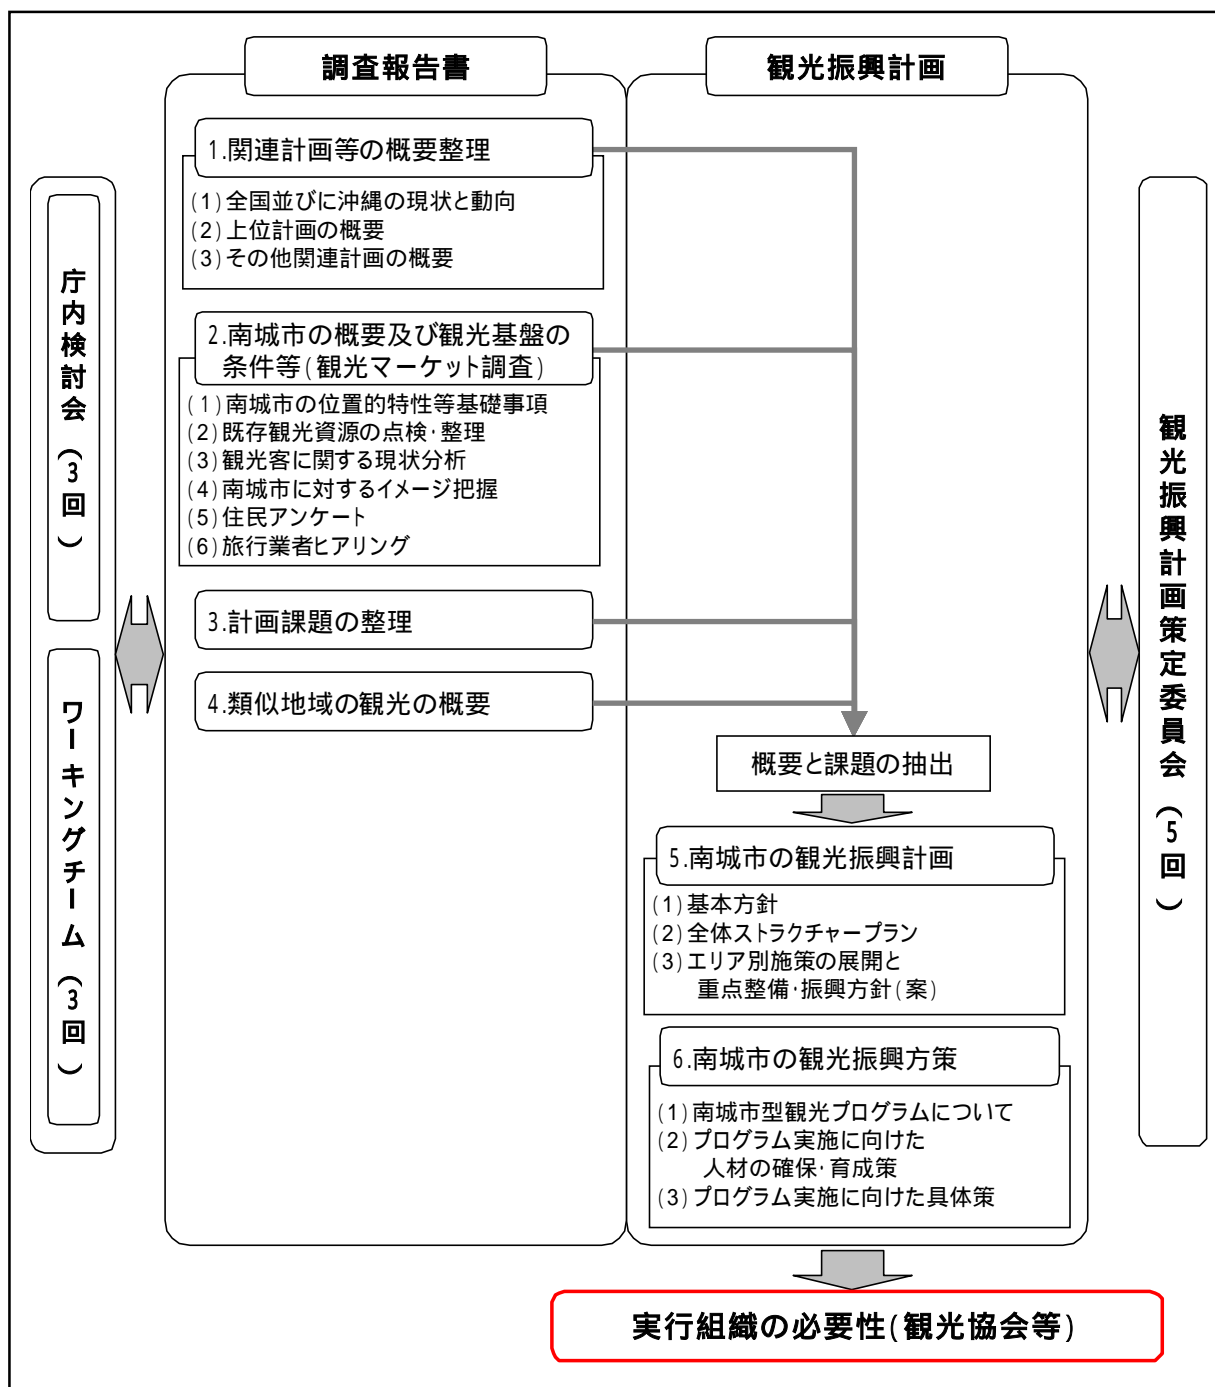 調査報告書
観光振興計画
1.関連計画等の概要整理
(1)全国並びに沖縄の現状と動向
(2)上位計画の概要
(3)その他関連計画の概要
2.南城市の概要及び観光基盤の
条件等(観光マーケット調査)
(1)南城市の位置的特性等基礎事項
(2)既存観光資源の点検・整理
(3)観光客に関する現状分析
(4)南城市に対するイメージ把握
(5)住民アンケート
(6)旅行業者ヒアリング
3.計画課題の整理
4.類似地域の観光の概要
庁内検討会(3回)
ワーキングチーム(3回)
概要と課題の抽出
5.南城市の観光振興計画
(1)基本方針
(2)全体ストラクチャープラン
(3)エリア別施策の展開と
重点整備・振興方針(案)
6.南城市の観光振興方策
(1)南城市型観光プログラムについて
(2)プログラム実施に向けた
人材の確保・育成策
(3)プログラム実施に向けた具体策
観光振興計画策定委員会(5回)
実行組織の必要性(観光協会等)